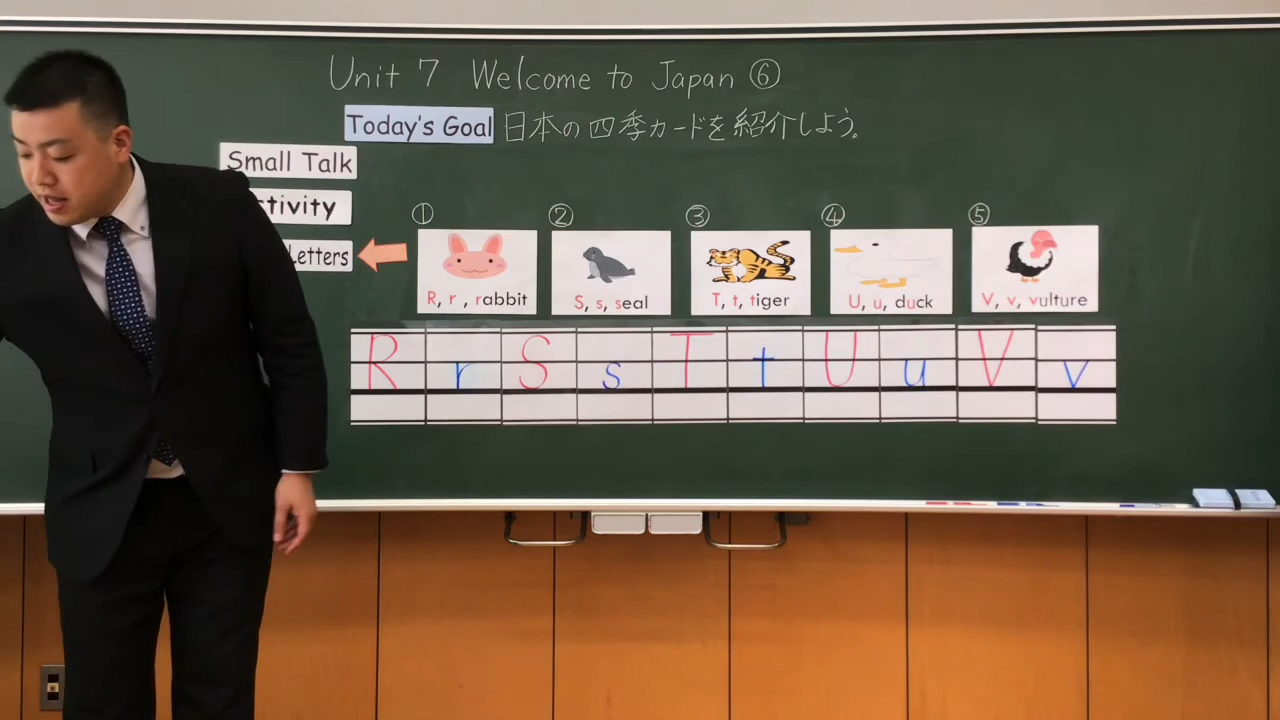 Unit 7 Welcome to Japan ⑥
Today's Goal 日本の四季カードを紹介しよう。
Small Talk
tivity
Letters
① ② ③ ④ ⑤
R, r, rabbit
S, s, seal
T, t, tiger
U, u, duck
V, v, vulture
R r S s T t U u V v